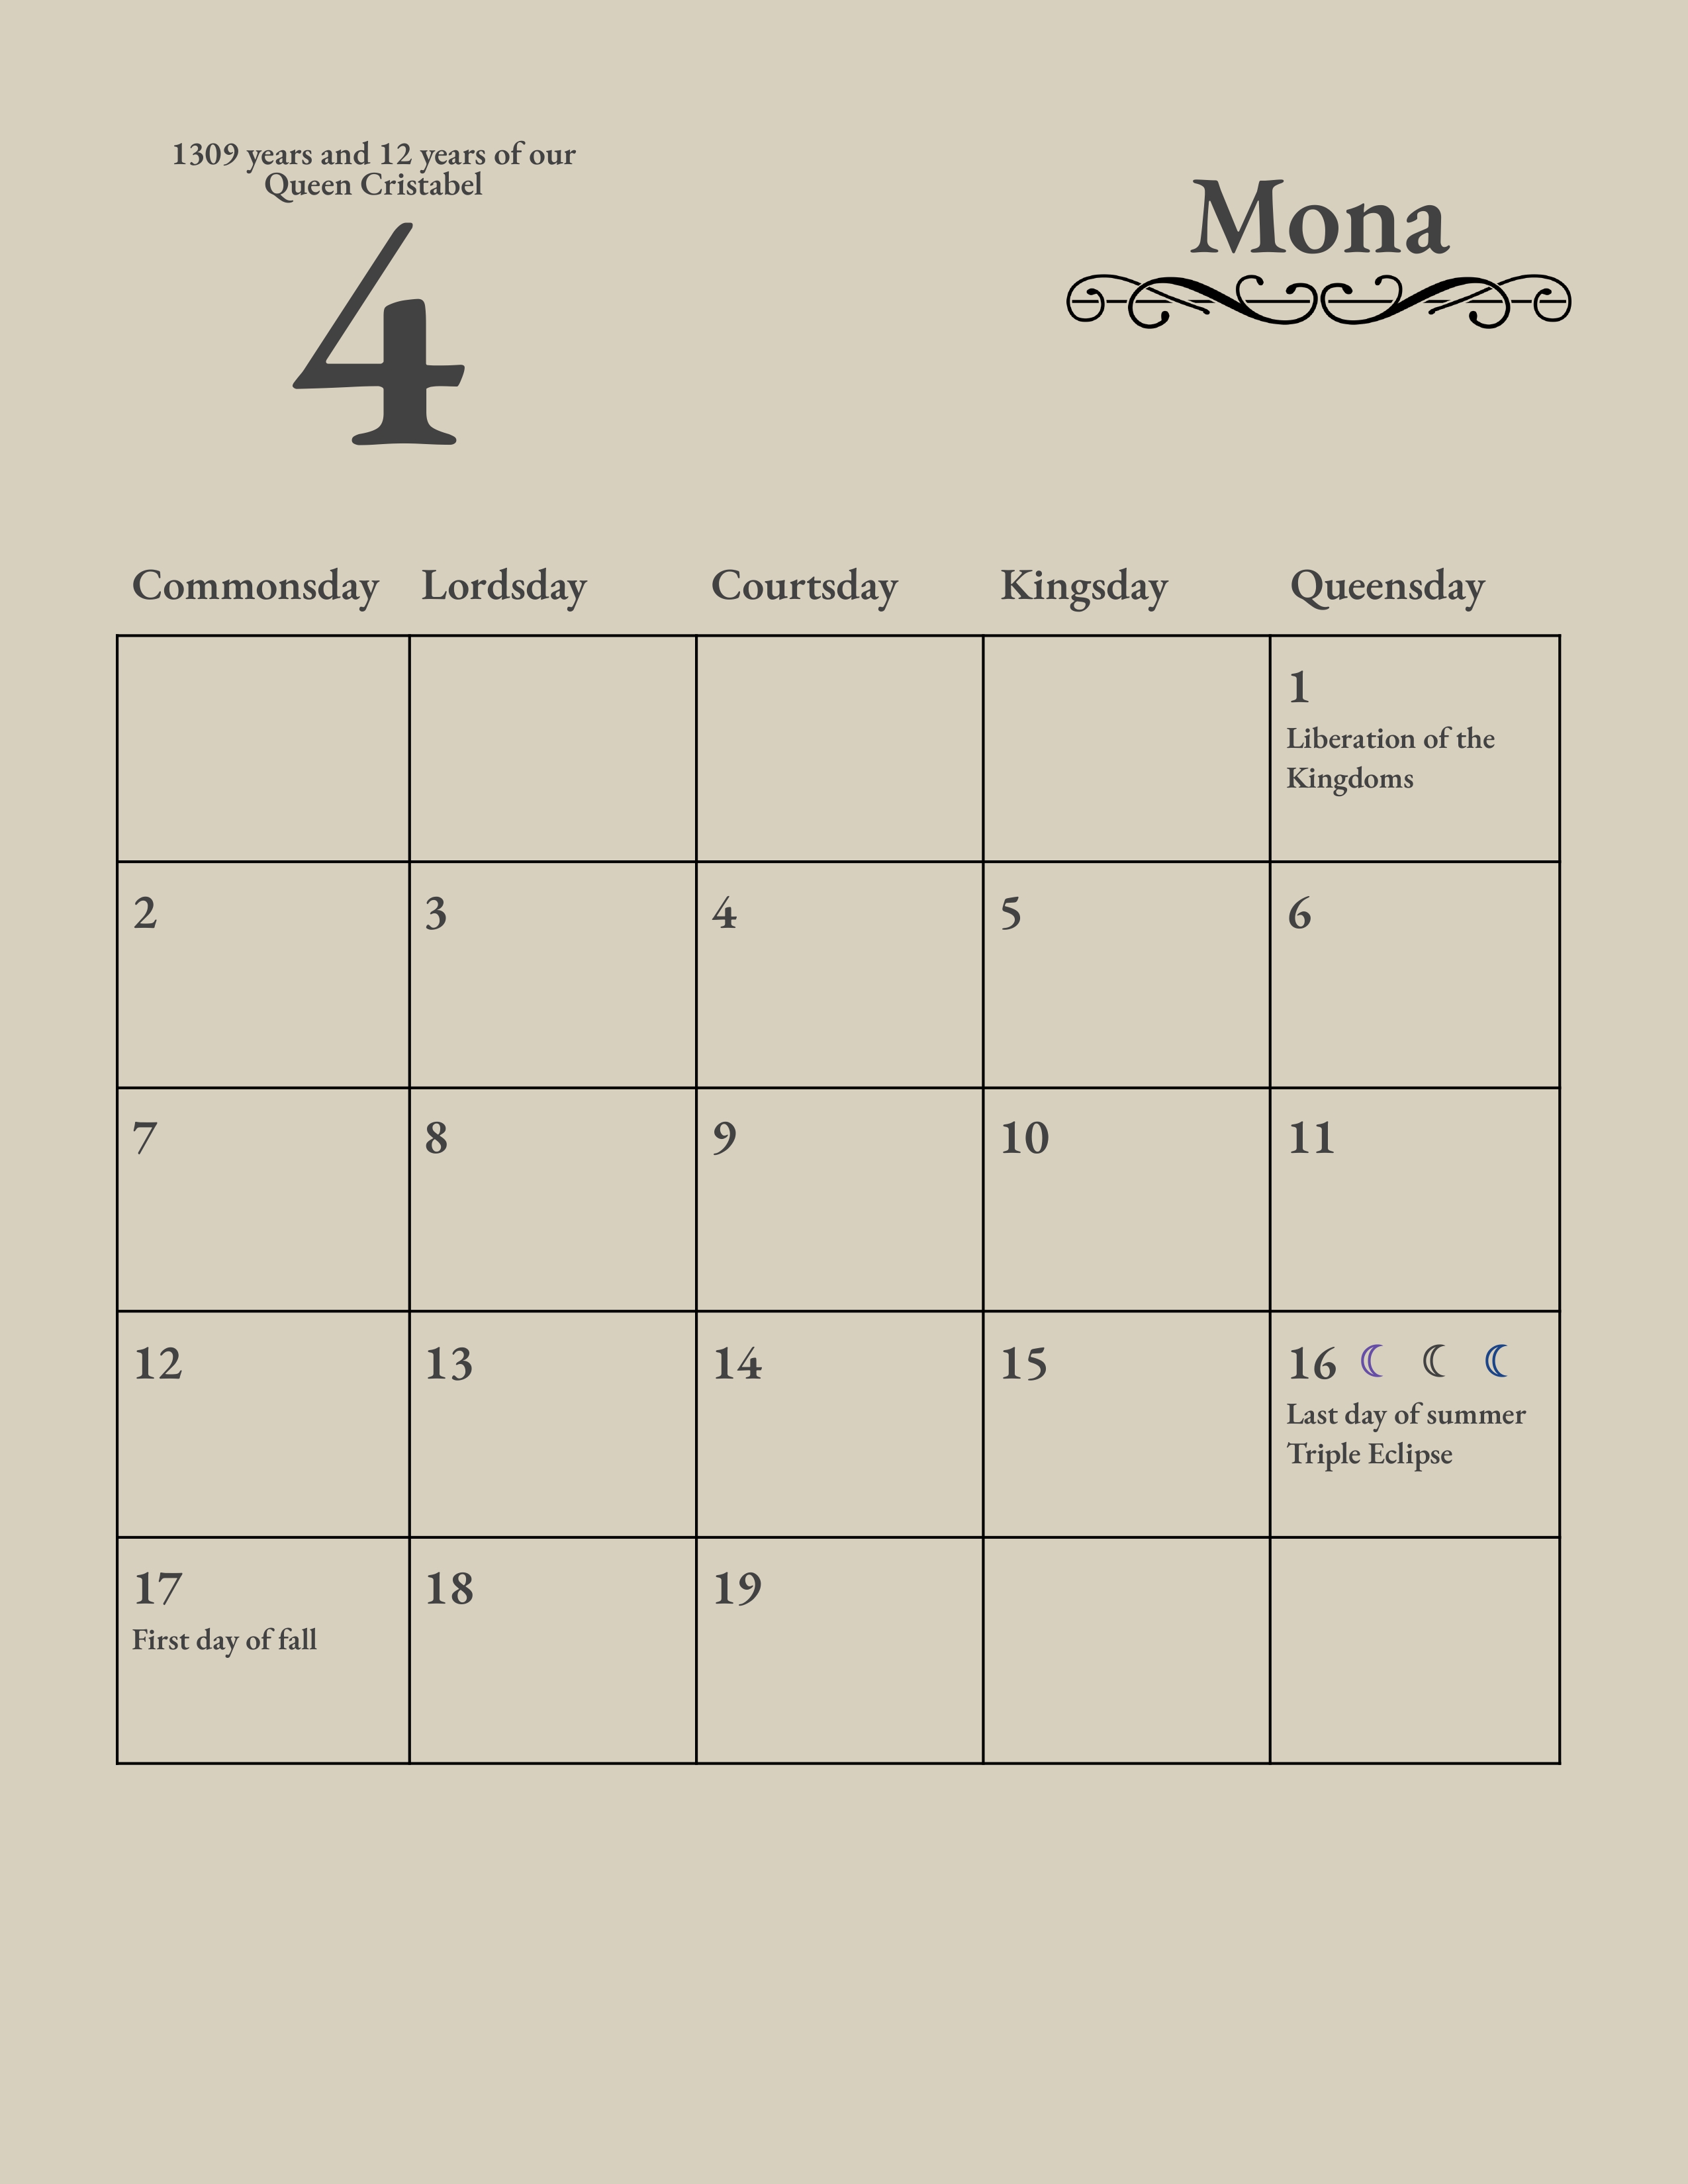 1309 years and 12 years of our
Queen Cristabel
4
Mona
Commonsday Lordsday Courtsday Kingsday Queensday
1
Liberation of the
Kingdoms
2 3 4 5 6
7 8 9 10 11
12 13 14 15 16
Last day of summer
Triple Eclipse
17 18 19
First day of fall